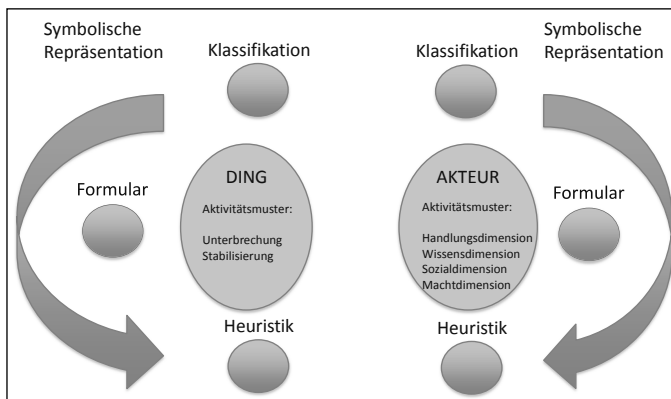 Symbolische
Repräsentation
Klassifikation
Formular
DING
Aktivitätsmuster:
Unterbrechung
Stabilisierung
Heuristik
Klassifikation
Symbolische
Repräsentation
AKTEUR
Aktivitätsmuster:
Handlungsdimension
Wissensdimension
Sozialdimension
Machtdimension
Formular
Heuristik